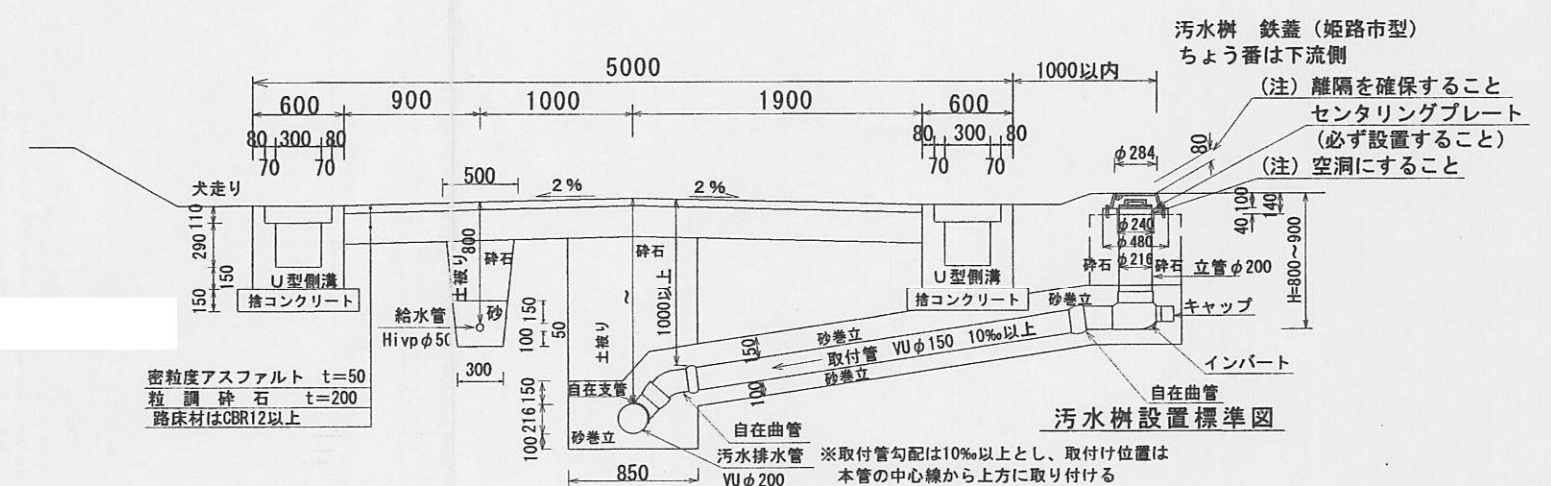 汚水桝 鉄蓋（姫路市型）
ちょう番は下流側
5000
1000以内
(注) 離隔を確保すること
600
900
1000
1900
600
センタリングプレート
(必ず設置すること)
80 300 80
70 70
80 300 80
70 70
φ284
80
(注) 空洞にすること
犬走り
500
2%
2%
110
290
150
150
800
土被り
砕石
砕石
U型側溝
捨コンクリート
給水管
Hivpφ50
砂
150
50
100
300
土被り
～
1000以上
U型側溝
捨コンクリート
100
40
140
φ240
φ480
φ216
砕石
砕石
立管φ200
H=800～900
砂巻立
キャップ
インバート
自在曲管
砂巻立
150
取付管 VUφ150 10‰以上
砂巻立
100
密粒度アスファルト t=50
粒調砕石 t=200
路床材はCBR12以上
自在支管
150
216
100
砂巻立
自在曲管
汚水排水管
VUφ200
850
汚水桝設置標準図
※取付管勾配は10‰以上とし、取付け位置は
本管の中心線から上方に取り付ける